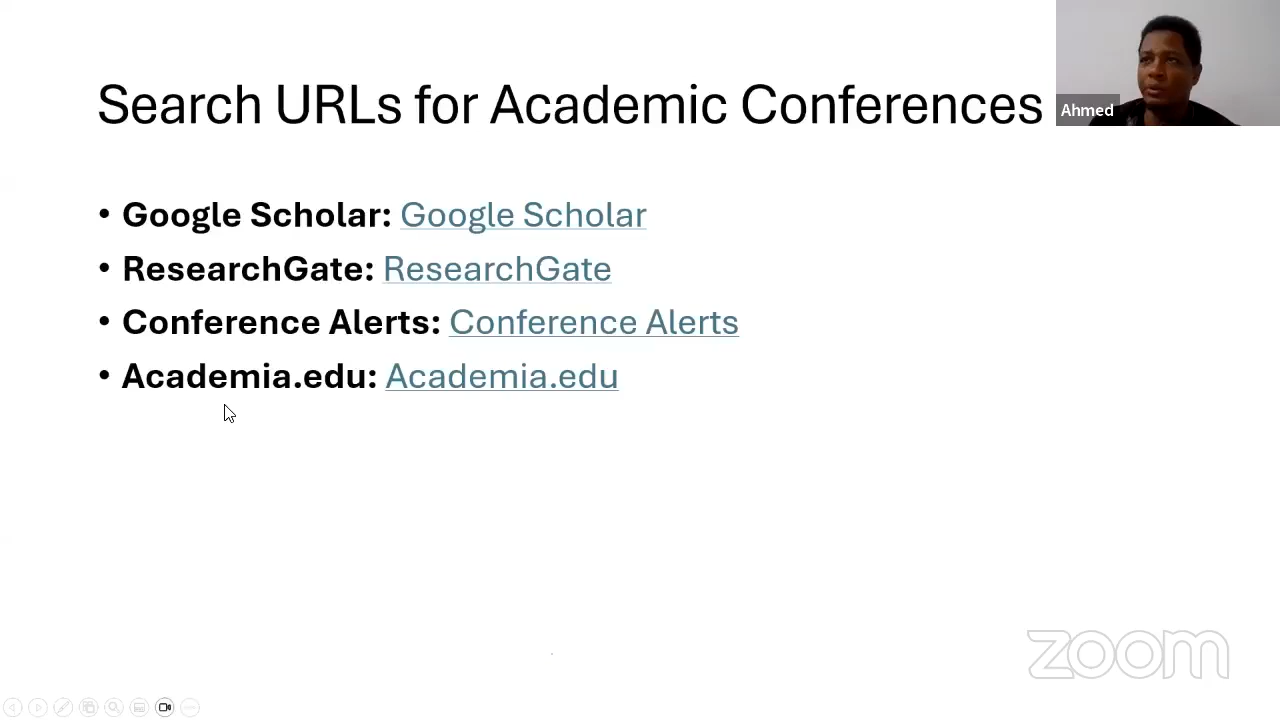 Search URLs for Academic Conferences
Ahmed
• Google Scholar: Google Scholar
• ResearchGate: ResearchGate
• Conference Alerts: Conference Alerts
• Academia.edu: Academia.edu
zoom